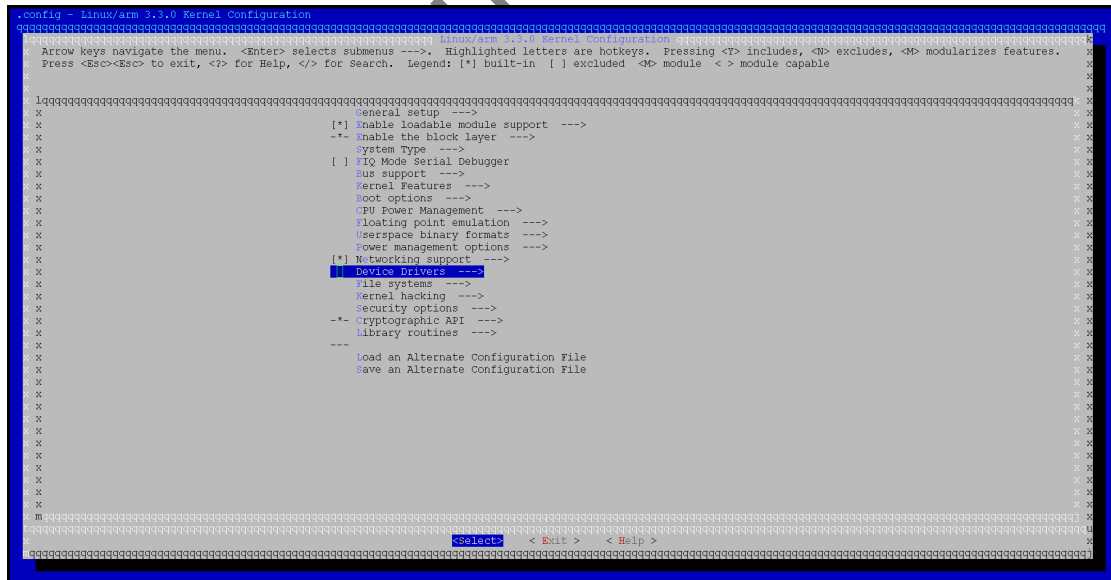 .config - Linux/arm 3.3.0 Kernel Configuration
Linux/arm 3.3.0 Kernel Configuration
Arrow keys navigate the menu. <Enter> selects submenus --->. Highlighted letters are hotkeys. Pressing <Y> includes, <N> excludes, <M> modularizes features.
Press <Esc><Esc> to exit, <?> for Help, </> for Search. Legend: [*] built-in [ ] excluded <M> module < > module capable
General setup --->
[*] Enable loadable module support --->
-*- Enable the block layer --->
System Type --->
[ ] FIQ Mode Serial Debugger
Bus support --->
Kernel Features --->
Boot options --->
CPU Power Management --->
Floating point emulation --->
Userspace binary formats --->
Power management options --->
[*] Networking support --->
Device Drivers --->
File systems --->
Kernel hacking --->
Security options --->
-*- Cryptographic API --->
Library routines --->
---
Load an Alternate Configuration File
Save an Alternate Configuration File
<Select> < Exit > < Help >